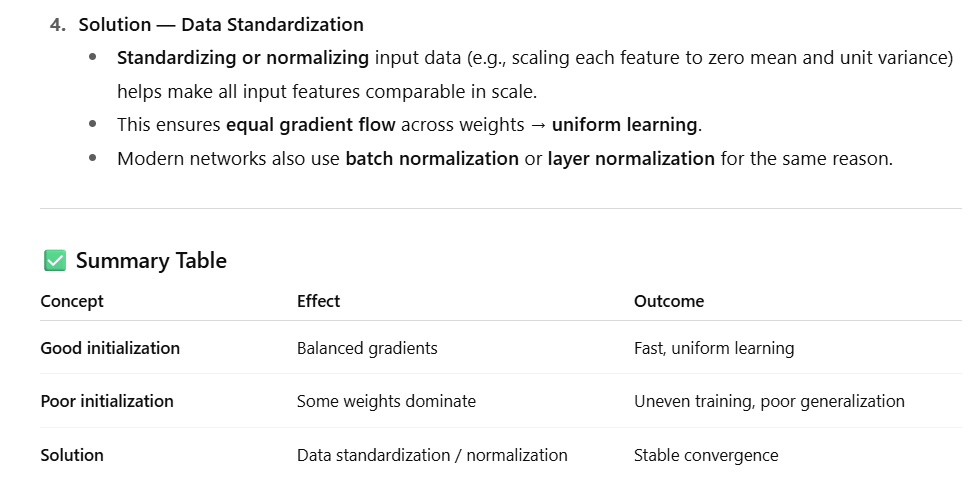 4. Solution — Data Standardization
• Standardizing or normalizing input data (e.g., scaling each feature to zero mean and unit variance)
helps make all input features comparable in scale.
• This ensures equal gradient flow across weights → uniform learning.
• Modern networks also use batch normalization or layer normalization for the same reason.
✅ Summary Table
Concept Effect Outcome
Good initialization Balanced gradients Fast, uniform learning
Poor initialization Some weights dominate Uneven training, poor generalization
Solution Data standardization / normalization Stable convergence